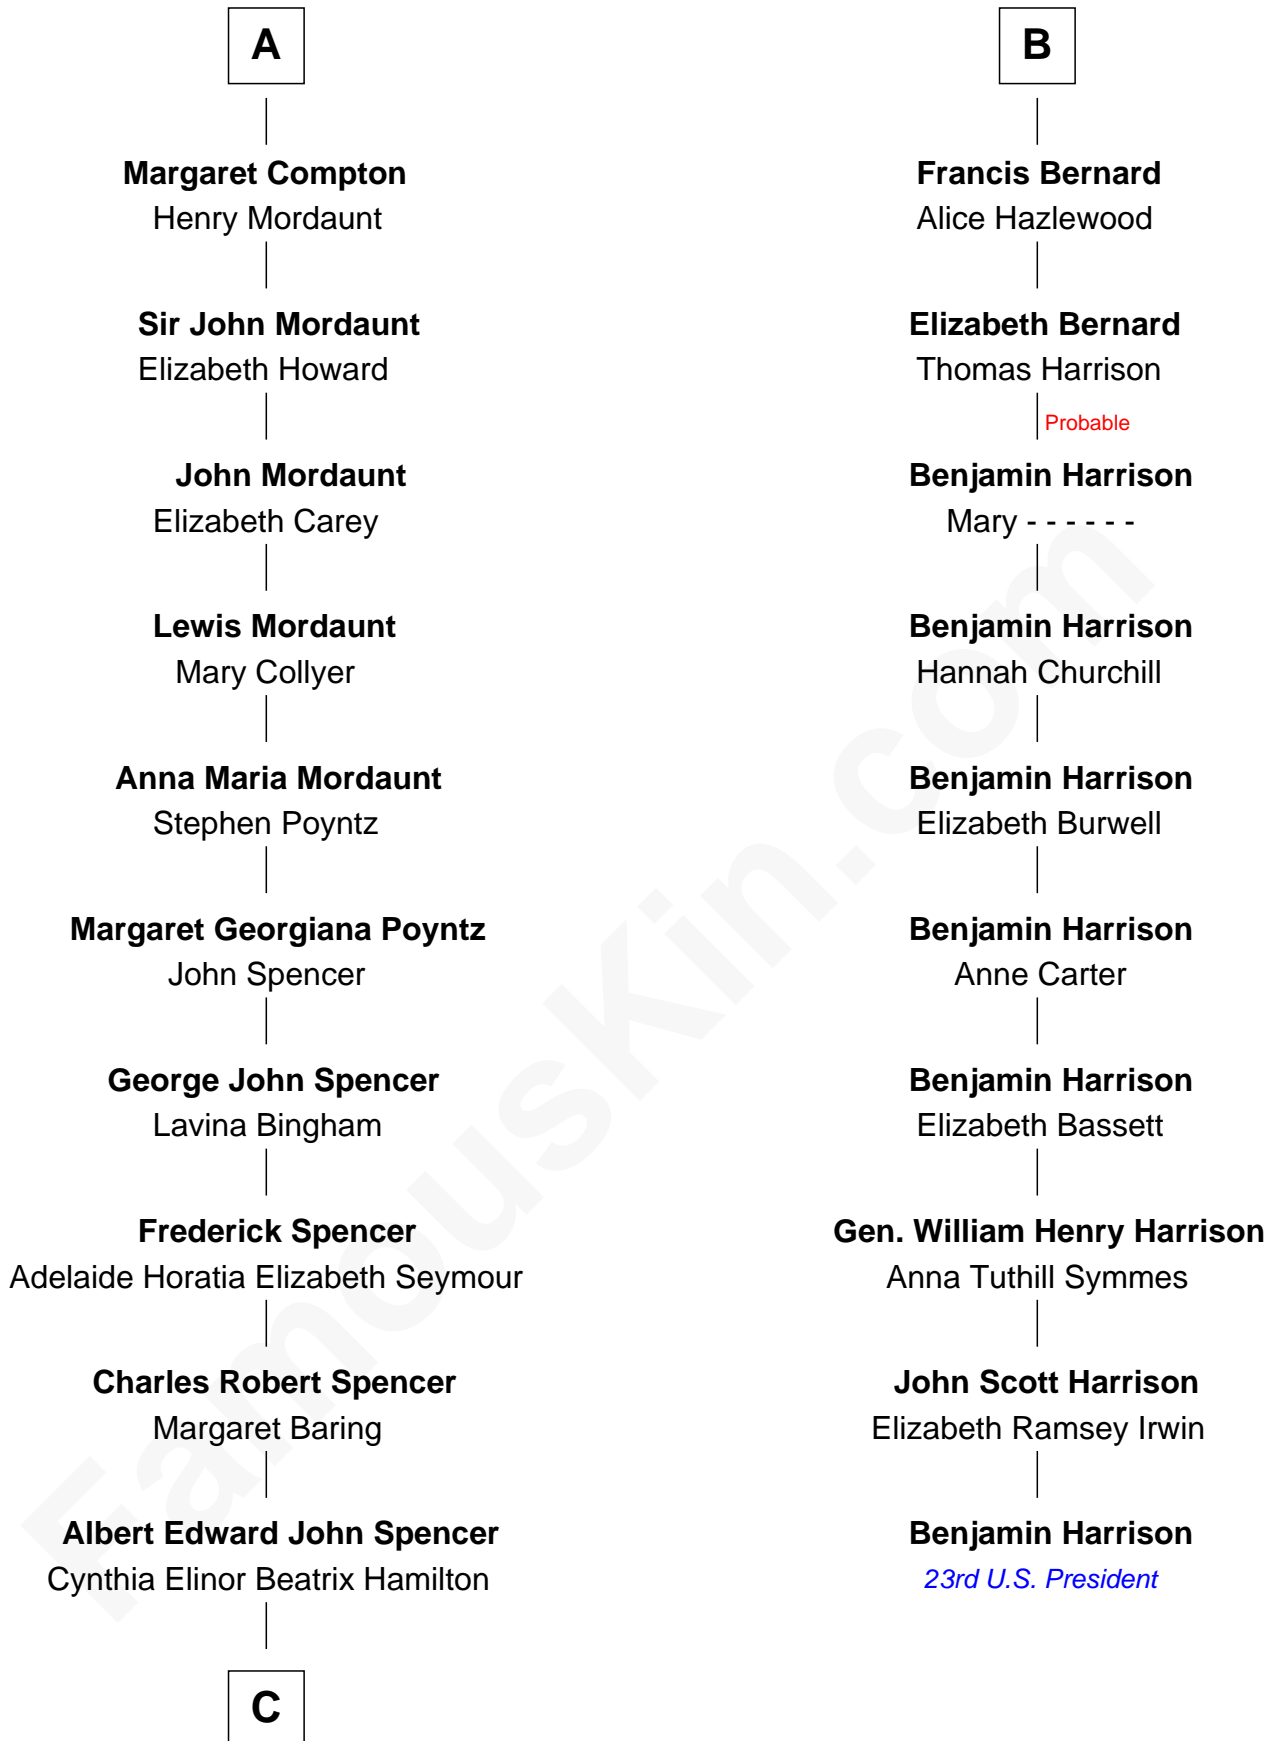 A
Margaret Compton
Henry Mordaunt
Sir John Mordaunt
Elizabeth Howard
John Mordaunt
Elizabeth Carey
Lewis Mordaunt
Mary Collyer
Anna Maria Mordaunt
Stephen Poyntz
Margaret Georgiana Poyntz
John Spencer
George John Spencer
Lavina Bingham
Frederick Spencer
Adelaide Horatia Elizabeth Seymour
Charles Robert Spencer
Margaret Baring
Albert Edward John Spencer
Cynthia Elinor Beatrix Hamilton
C
B
Francis Bernard
Alice Hazlewood
Elizabeth Bernard
Thomas Harrison
Probable
Benjamin Harrison
Mary - - - - - -
Benjamin Harrison
Hannah Churchill
Benjamin Harrison
Elizabeth Burwell
Benjamin Harrison
Anne Carter
Benjamin Harrison
Elizabeth Bassett
Gen. William Henry Harrison
Anna Tuthill Symmes
John Scott Harrison
Elizabeth Ramsey Irwin
Benjamin Harrison
23rd U.S. President
FamousKin.com